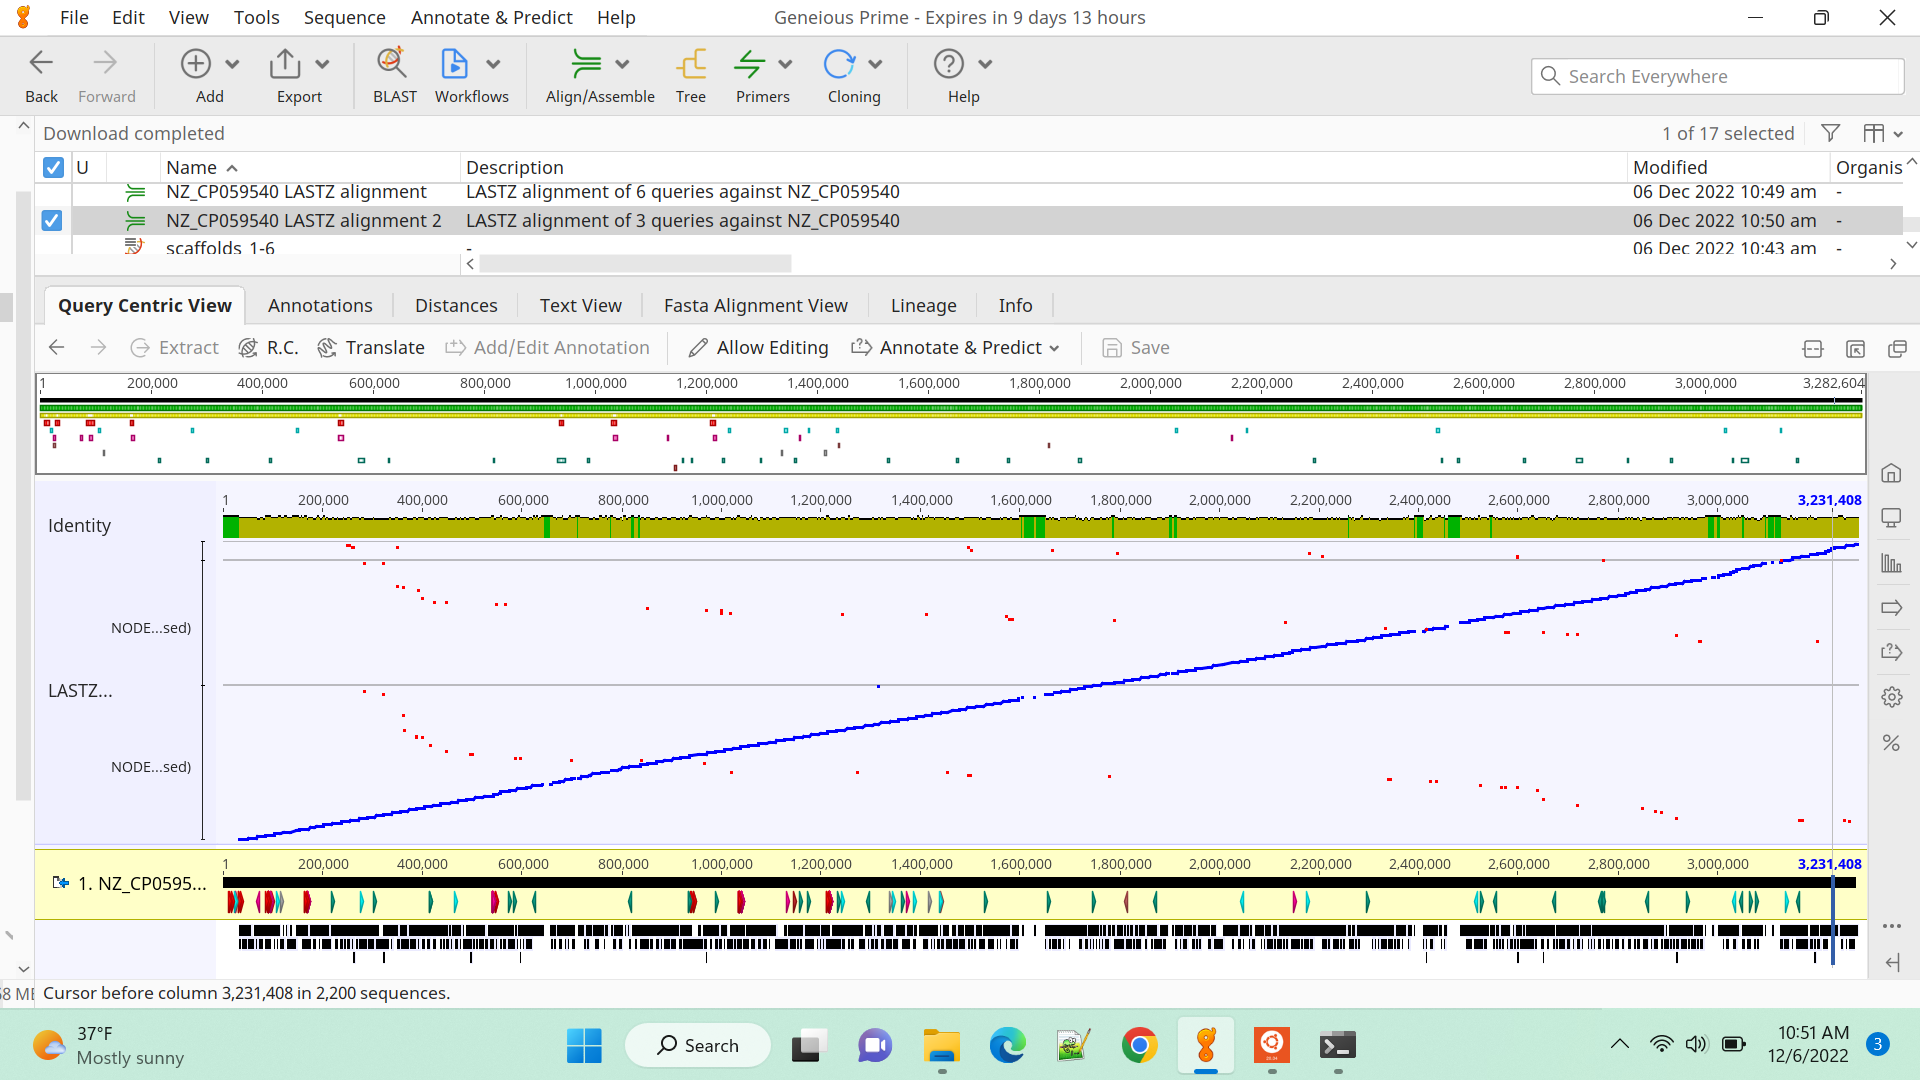 File Edit View Tools Sequence Annotate & Predict Help Geneious Prime - Expires in 9 days 13 hours
Back Forward Add Export BLAST Workflows Align/Assemble Tree Primers Cloning Help Search Everywhere
Download completed 1 of 17 selected
U Name Description Modified Organis
NZ_CP059540 LASTZ alignment LASTZ alignment of 6 queries against NZ_CP059540 06 Dec 2022 10:49 am -
NZ_CP059540 LASTZ alignment 2 LASTZ alignment of 3 queries against NZ_CP059540 06 Dec 2022 10:50 am -
scaffolds_1-6 - 06 Dec 2022 10:43 am -
Query Centric View Annotations Distances Text View Fasta Alignment View Lineage Info
Extract R.C. Translate Add/Edit Annotation Allow Editing Annotate & Predict Save
1 200,000 400,000 600,000 800,000 1,000,000 1,200,000 1,400,000 1,600,000 1,800,000 2,000,000 2,200,000 2,400,000 2,600,000 2,800,000 3,000,000 3,282,604
1 200,000 400,000 600,000 800,000 1,000,000 1,200,000 1,400,000 1,600,000 1,800,000 2,000,000 2,200,000 2,400,000 2,600,000 2,800,000 3,000,000 3,231,408
Identity
NODE...sed)
LASTZ...
NODE...sed)
1 200,000 400,000 600,000 800,000 1,000,000 1,200,000 1,400,000 1,600,000 1,800,000 2,000,000 2,200,000 2,400,000 2,600,000 2,800,000 3,000,000 3,231,408
1. NZ_CP0595...
Cursor before column 3,231,408 in 2,200 sequences.
37°F
Mostly sunny
Search
10:51 AM
12/6/2022
3